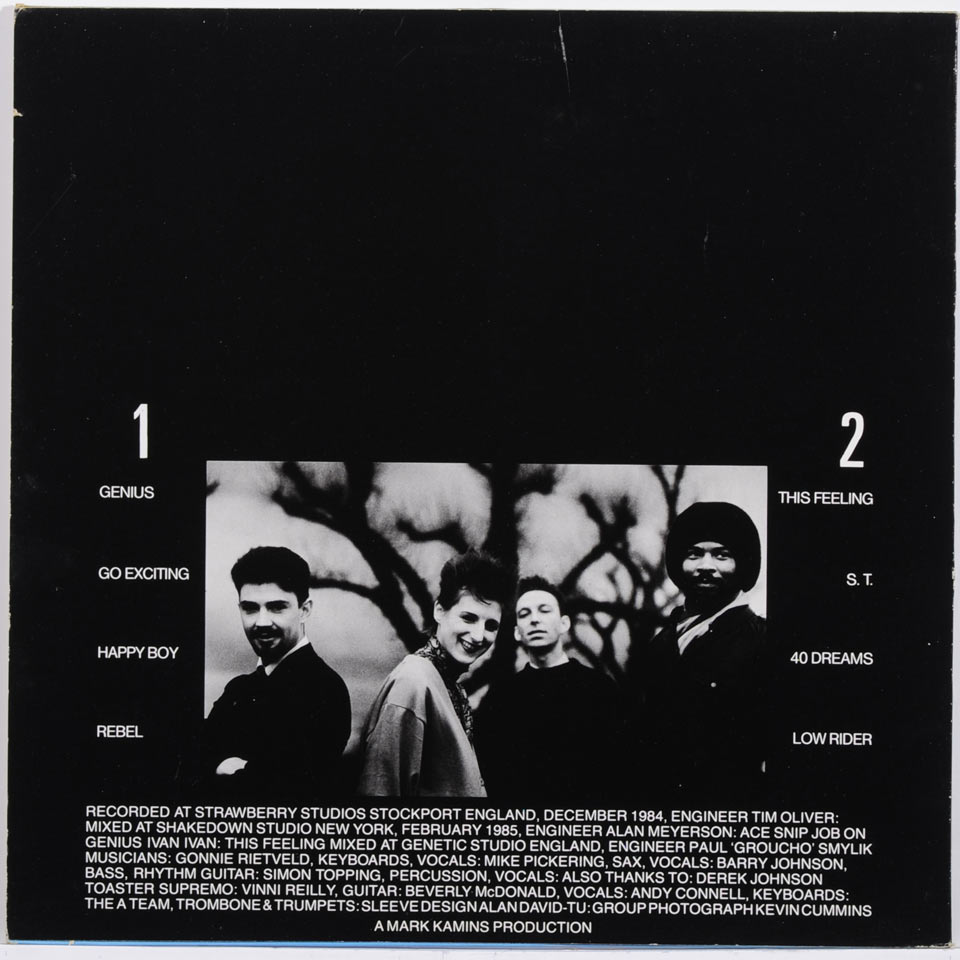 1
GENIUS
GO EXCITING
HAPPY BOY
REBEL
2
THIS FEELING
S. T.
40 DREAMS
LOW RIDER
RECORDED AT STRAWBERRY STUDIOS STOCKPORT ENGLAND, DECEMBER 1984, ENGINEER TIM OLIVER:
MIXED AT SHAKEDOWN STUDIO NEW YORK, FEBRUARY 1985, ENGINEER ALAN MEYERSON: ACE SNIP JOB ON
GENIUS IVAN IVAN: THIS FEELING MIXED AT GENETIC STUDIO ENGLAND, ENGINEER PAUL 'GROUCHO' SMYLIK
MUSICIANS: GONNIE RIETVELD, KEYBOARDS, VOCALS: MIKE PICKERING, SAX, VOCALS: BARRY JOHNSON,
BASS, RHYTHM GUITAR: SIMON TOPPING, PERCUSSION, VOCALS: ALSO THANKS TO: DEREK JOHNSON
TOASTER SUPREMO: VINNI REILLY, GUITAR: BEVERLY McDONALD, VOCALS: ANDY CONNELL, KEYBOARDS:
THE A TEAM, TROMBONE & TRUMPETS: SLEEVE DESIGN ALAN DAVID-TU: GROUP PHOTOGRAPH KEVIN CUMMINS
A MARK KAMINS PRODUCTION